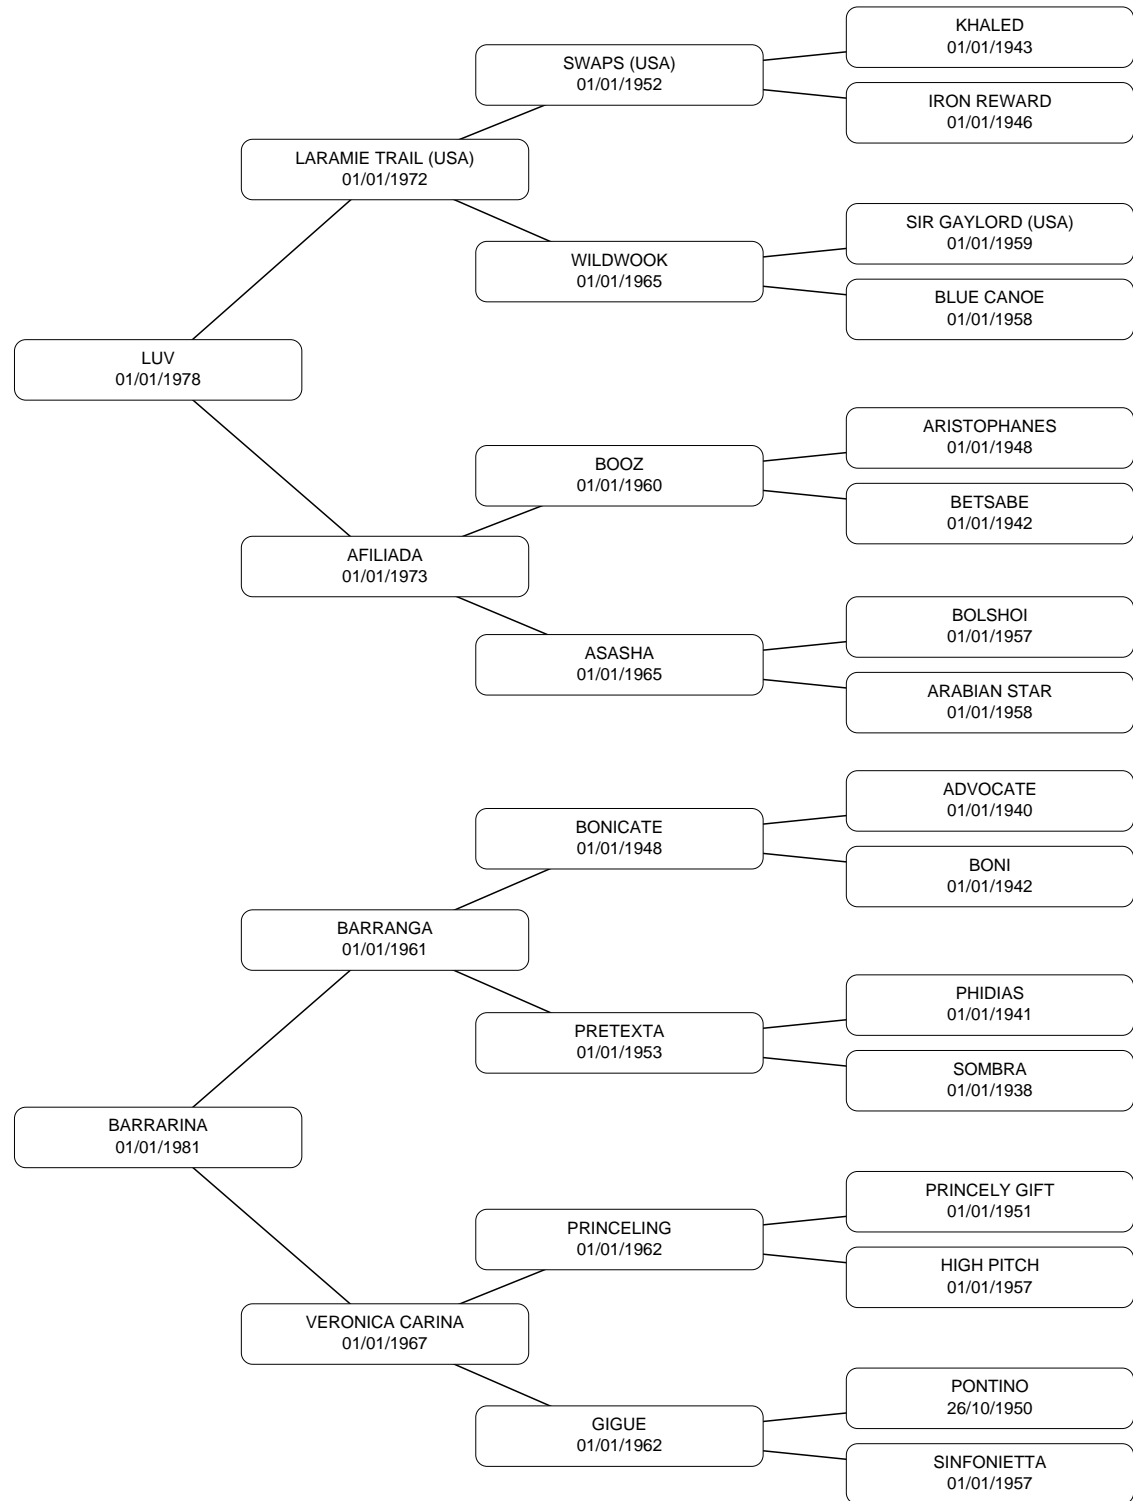 KHALED
01/01/1943
SWAPS (USA)
01/01/1952
IRON REWARD
01/01/1946
LARAMIE TRAIL (USA)
01/01/1972
SIR GAYLORD (USA)
01/01/1959
WILDWOOK
01/01/1965
BLUE CANOE
01/01/1958
LUV
01/01/1978
ARISTOPHANES
01/01/1948
BOOZ
01/01/1960
BETSABE
01/01/1942
AFILIADA
01/01/1973
BOLSHOI
01/01/1957
ASASHA
01/01/1965
ARABIAN STAR
01/01/1958
ADVOCATE
01/01/1940
BONICATE
01/01/1948
BONI
01/01/1942
BARRANGA
01/01/1961
PHIDIAS
01/01/1941
PRETEXTA
01/01/1953
SOMBRA
01/01/1938
BARRARINA
01/01/1981
PRINCELY GIFT
01/01/1951
PRINCELING
01/01/1962
HIGH PITCH
01/01/1957
VERONICA CARINA
01/01/1967
PONTINO
26/10/1950
GIGUE
01/01/1962
SINFONIETTA
01/01/1957